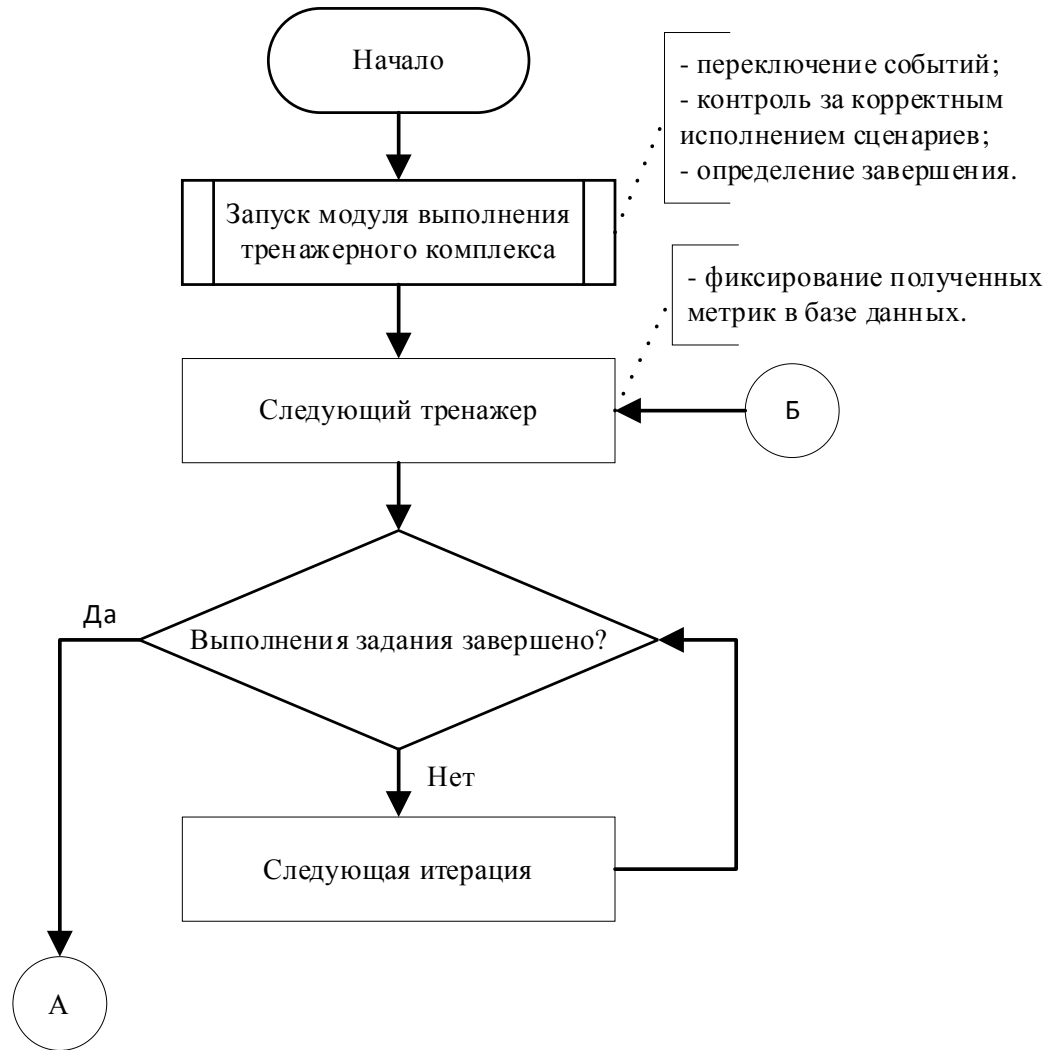 Начало
- переключение событий;
- контроль за корректным
исполнением сценариев;
- определение завершения.
Запуск модуля выполнения
тренажерного комплекса
- фиксирование полученных
метрик в базе данных.
Следующий тренажер
Б
Да
Выполнения задания завершено?
Нет
Следующая итерация
А